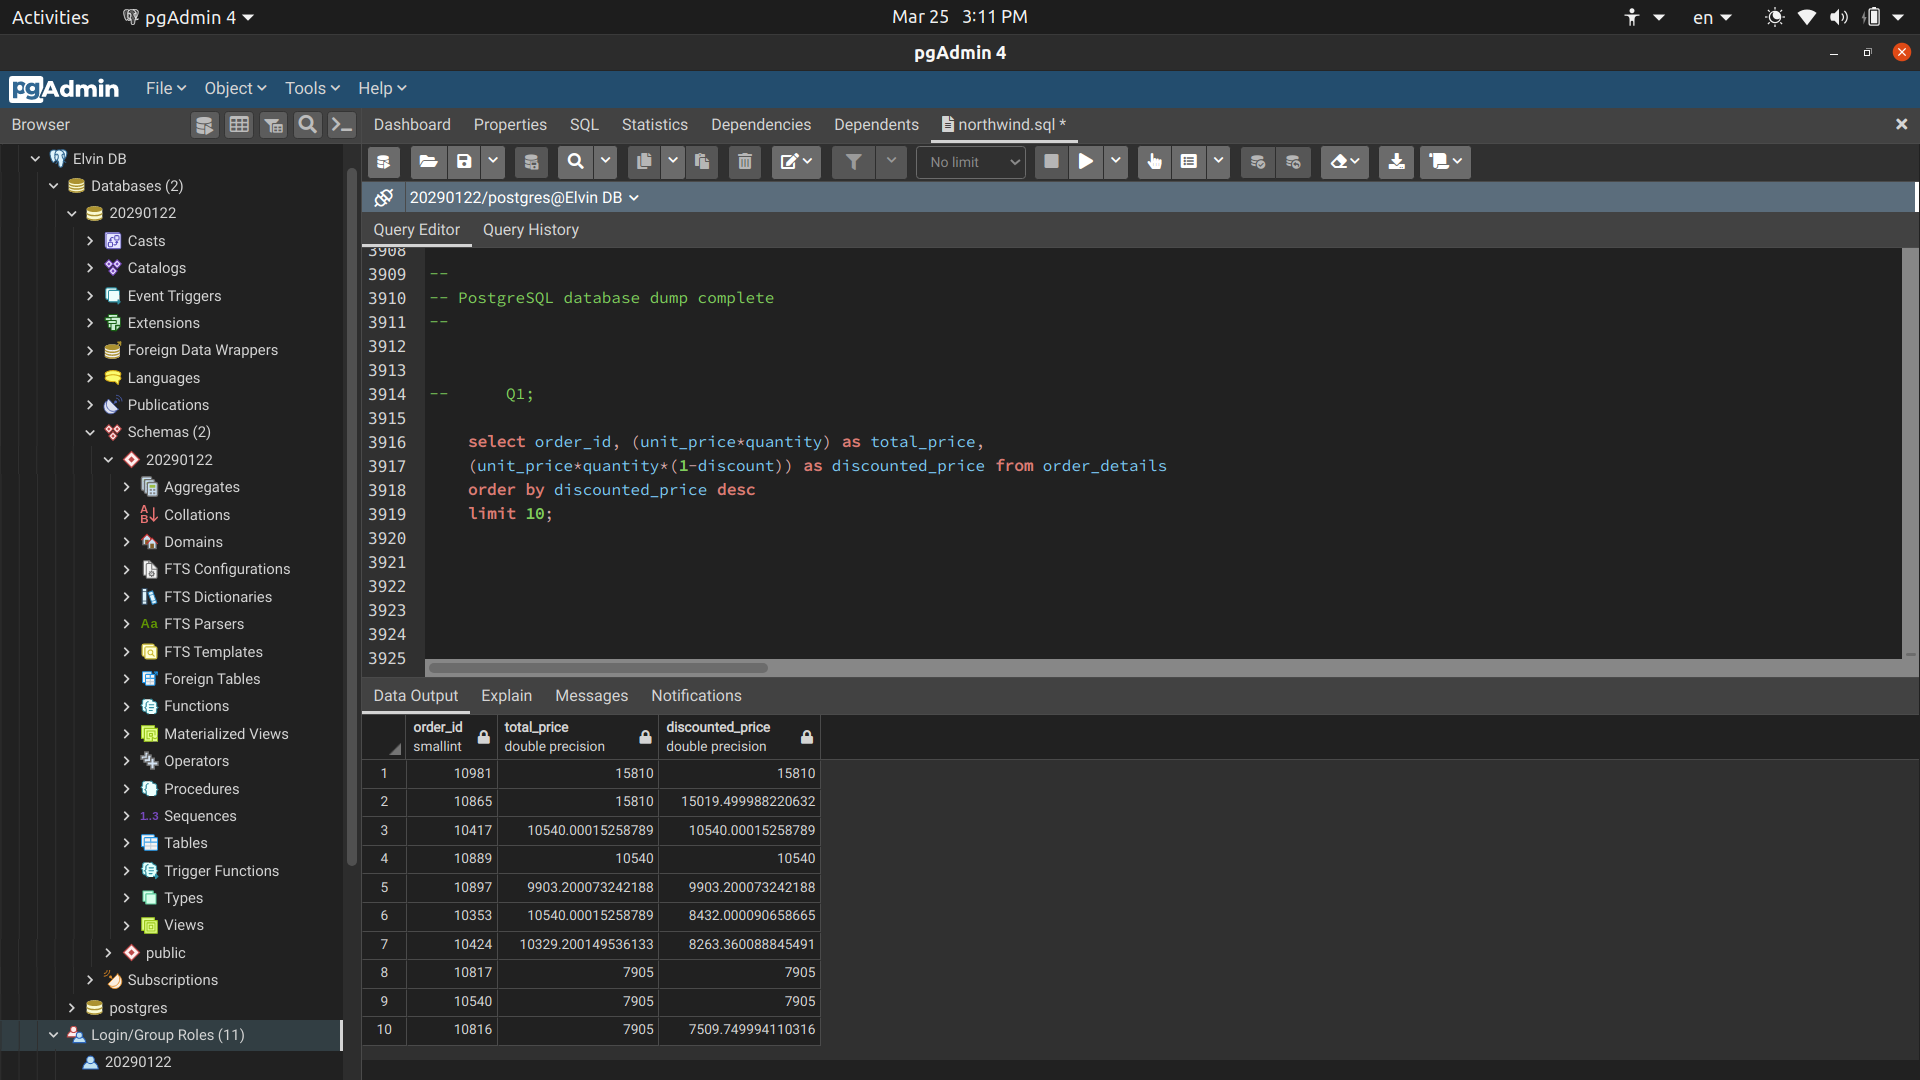 Activities
pgAdmin 4
Mar 25 3:11 PM
en
pgAdmin 4
pgAdmin
File
Object
Tools
Help
Browser
Dashboard
Properties
SQL
Statistics
Dependencies
Dependents
northwind.sql *
No limit
20290122/postgres@Elvin DB
Query Editor
Query History
Elvin DB
Databases (2)
20290122
Casts
Catalogs
Event Triggers
Extensions
Foreign Data Wrappers
Languages
Publications
Schemas (2)
20290122
Aggregates
Collations
Domains
FTS Configurations
FTS Dictionaries
Aa FTS Parsers
FTS Templates
Foreign Tables
Functions
Materialized Views
Operators
Procedures
1..3 Sequences
Tables
Trigger Functions
Types
Views
public
Subscriptions
postgres
Login/Group Roles (11)
20290122
3908
3909 --
3910 -- PostgreSQL database dump complete
3911 --
3912
3913
3914 -- Q1;
3915
3916 select order_id, (unit_price*quantity) as total_price,
3917 (unit_price*quantity*(1-discount)) as discounted_price from order_details
3918 order by discounted_price desc
3919 limit 10;
3920
3921
3922
3923
3924
3925
Data Output
Explain
Messages
Notifications
order_id smallint
total_price double precision
discounted_price double precision
1 10981 15810 15810
2 10865 15810 15019.499988220632
3 10417 10540.00015258789 10540.00015258789
4 10889 10540 10540
5 10897 9903.200073242188 9903.200073242188
6 10353 10540.00015258789 8432.000090658665
7 10424 10329.200149536133 8263.360088845491
8 10817 7905 7905
9 10540 7905 7905
10 10816 7905 7509.749994110316